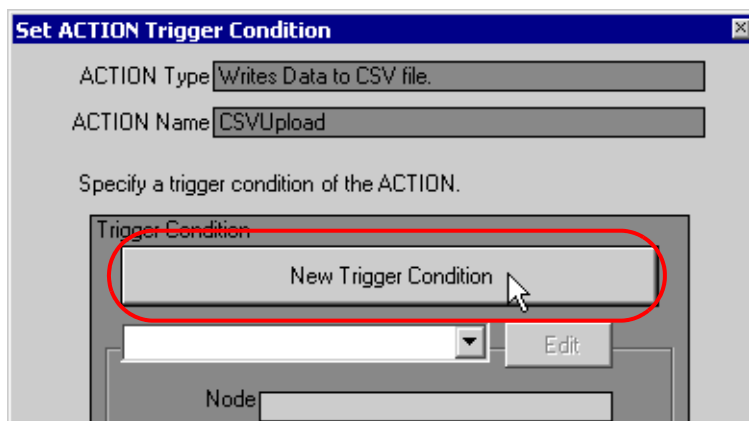 Set ACTION Trigger Condition
ACTION Type Writes Data to CSV file.
ACTION Name CSVUpload
Specify a trigger condition of the ACTION.
Trigger Condition
New Trigger Condition
Edit
Node